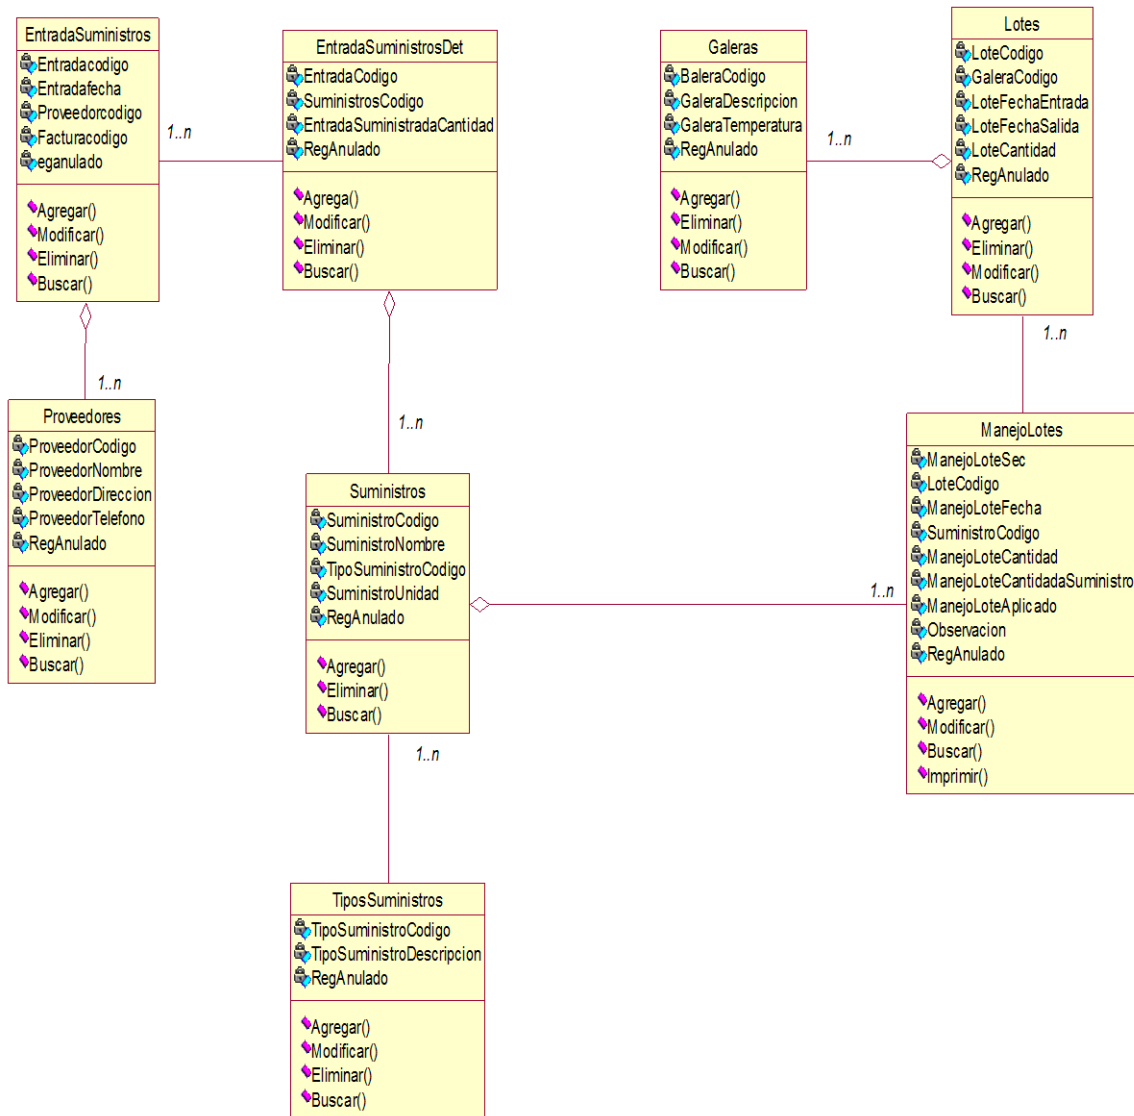 EntradaSuministros
Entradacodigo
Entradafecha
Proveedorcodigo
Facturacodigo
eganulado
Agregar()
Modificar()
Eliminar()
Buscar()
1..n
EntradaSuministrosDet
EntradaCodigo
SuministrosCodigo
EntradaSuministradaCantidad
RegAnulado
Agrega()
Modificar()
Eliminar()
Buscar()
Galeras
BaleraCodigo
GaleraDescripcion
GaleraTemperatura
RegAnulado
Agregar()
Eliminar()
Modificar()
Buscar()
1..n
Lotes
LoteCodigo
GaleraCodigo
LoteFechaEntrada
LoteFechaSalida
LoteCantidad
RegAnulado
Agregar()
Eliminar()
Modificar()
Buscar()
1..n
1..n
Proveedores
ProveedorCodigo
ProveedorNombre
ProveedorDireccion
ProveedorTelefono
RegAnulado
Agregar()
Modificar()
Eliminar()
Buscar()
1..n
Suministros
SuministroCodigo
SuministroNombre
TipoSuministroCodigo
SuministroUnidad
RegAnulado
Agregar()
Eliminar()
Buscar()
1..n
1..n
ManejoLotes
ManejoLoteSec
LoteCodigo
ManejoLoteFecha
SuministroCodigo
ManejoLoteCantidad
ManejoLoteCantidadaSuministro
ManejoLoteAplicado
Observacion
RegAnulado
Agregar()
Modificar()
Buscar()
Imprimir()
TiposSuministros
TipoSuministroCodigo
TipoSuministroDescripcion
RegAnulado
Agregar()
Modificar()
Eliminar()
Buscar()